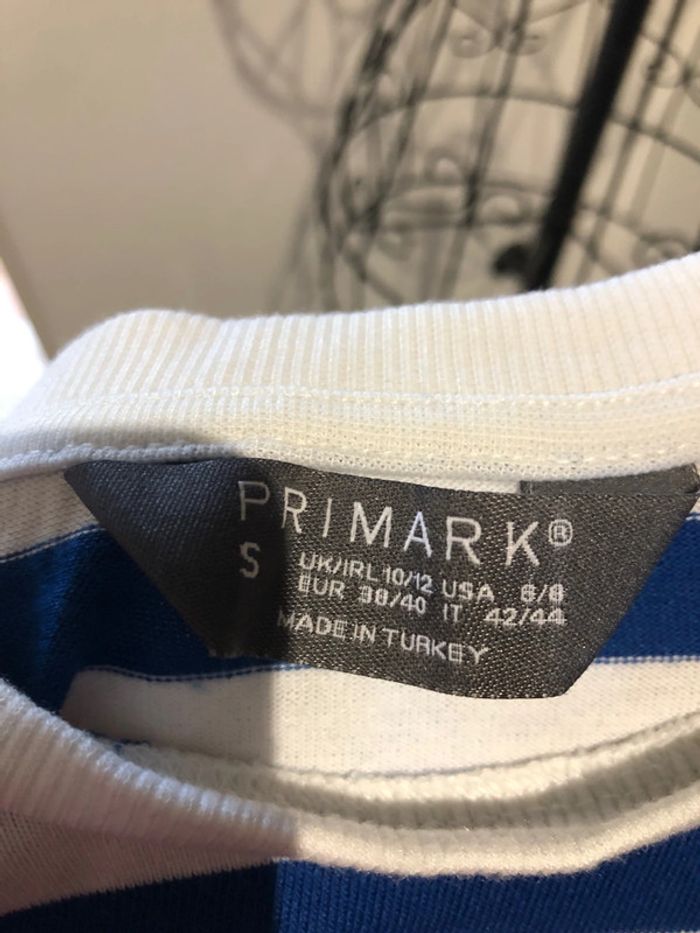 PRIMARK®
S
UK/IRL 10/12 USA 6/8
EUR 38/40 IT 42/44
MADE IN TURKEY